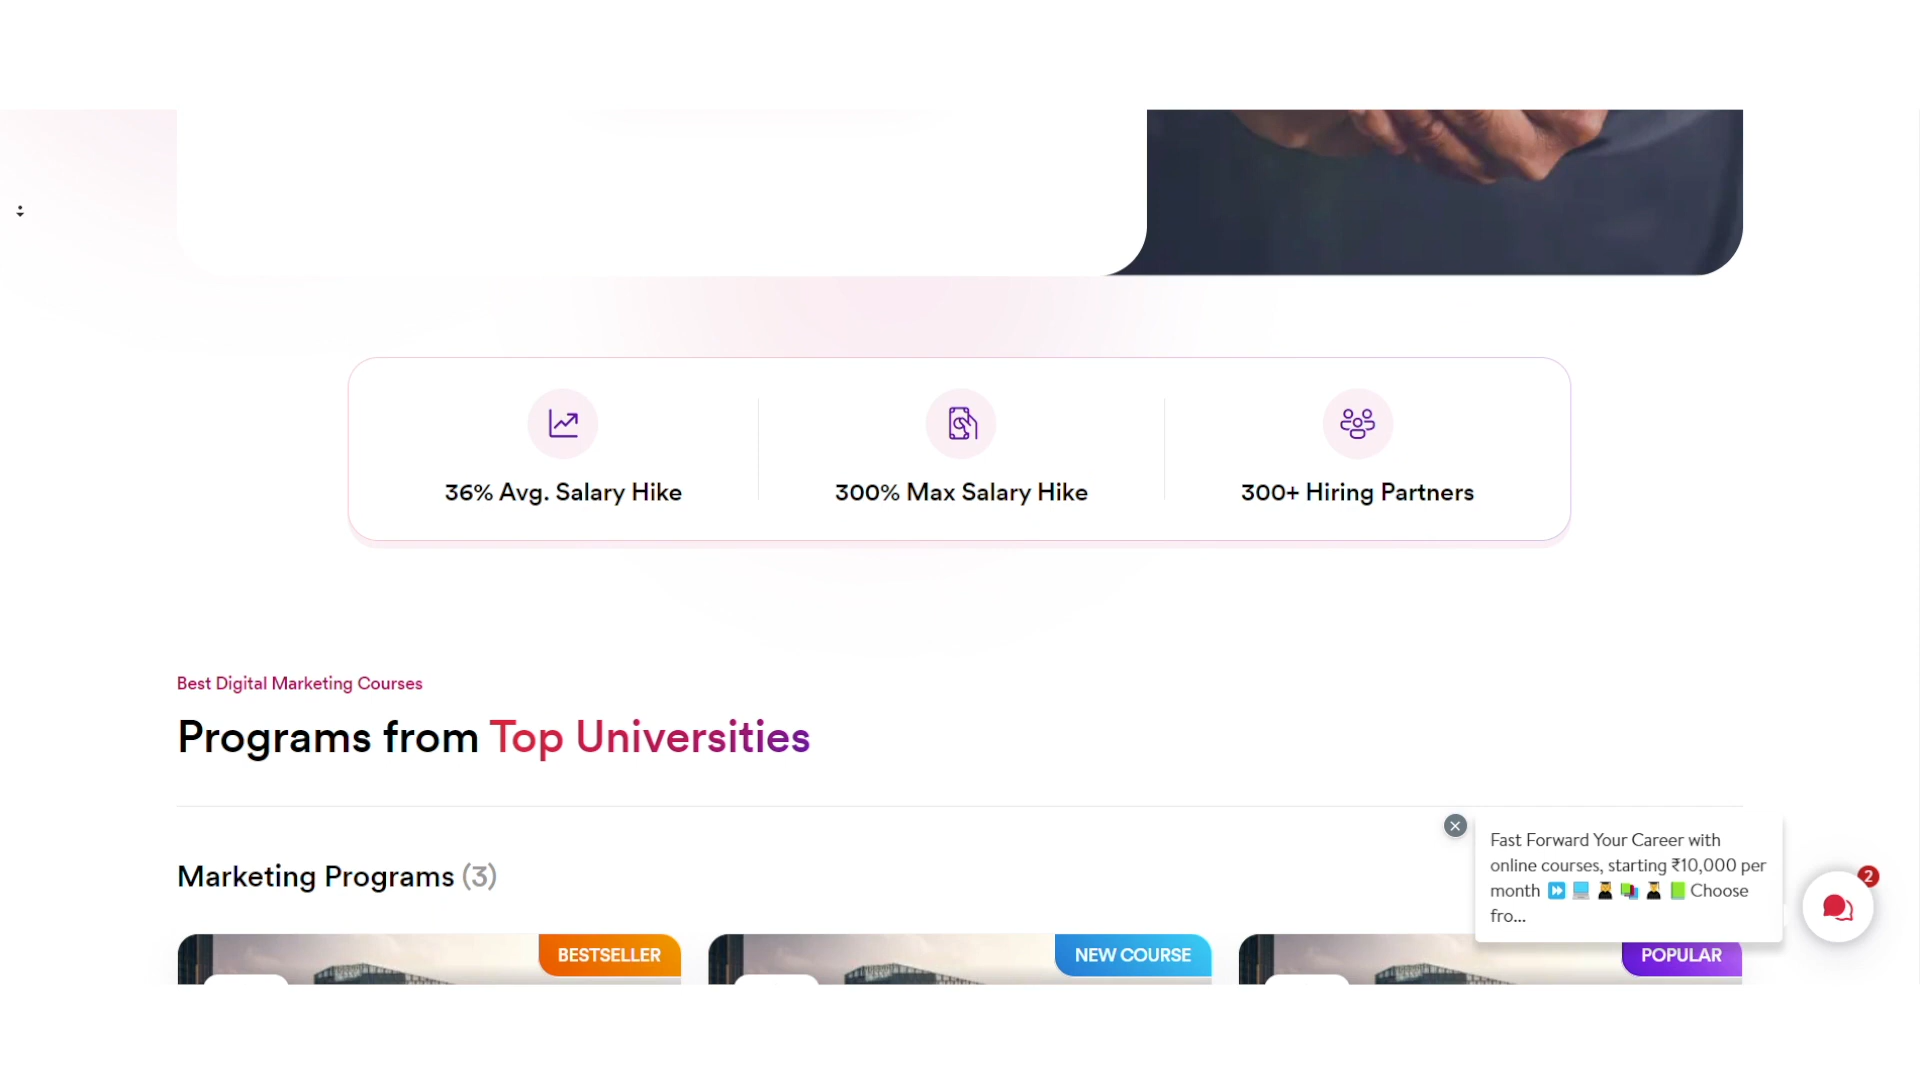 36% Avg. Salary Hike
300% Max Salary Hike
300+ Hiring Partners
Best Digital Marketing Courses
Programs from Top Universities
Marketing Programs (3)
Fast Forward Your Career with
online courses, starting ₹10,000 per
month ⏩ 💻 👨‍🎓 📚 👨‍🎓 📗 Choose
fro...
2
BESTSELLER
NEW COURSE
POPULAR